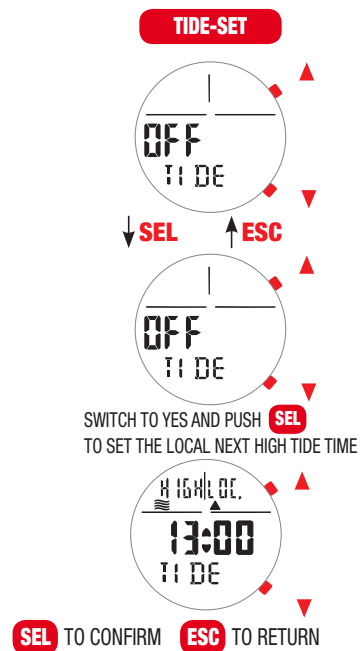 TIDE-SET
OFF
TIDE
SEL ESC
OFF
TIDE
SWITCH TO YES AND PUSH SEL
TO SET THE LOCAL NEXT HIGH TIDE TIME
HIGH LOC.
13:00
TIDE
SEL TO CONFIRM ESC TO RETURN